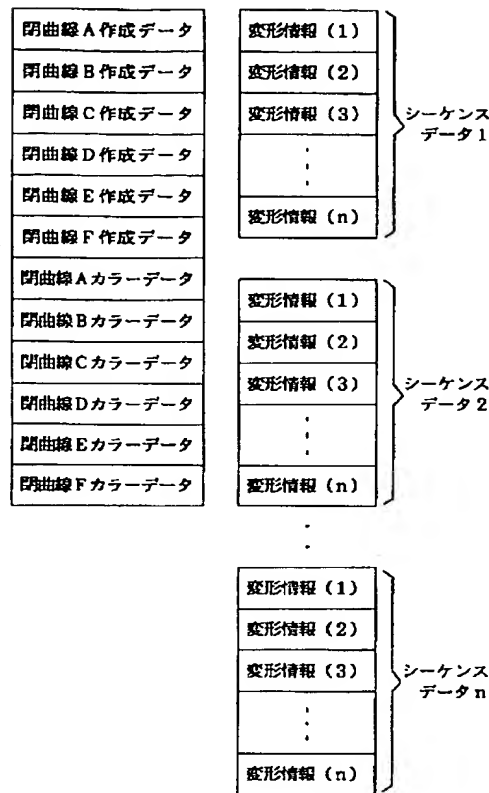 閉曲線A作成データ
閉曲線B作成データ
閉曲線C作成データ
閉曲線D作成データ
閉曲線E作成データ
閉曲線F作成データ
閉曲線Aカラーデータ
閉曲線Bカラーデータ
閉曲線Cカラーデータ
閉曲線Dカラーデータ
閉曲線Eカラーデータ
閉曲線Fカラーデータ
変形情報(1)
変形情報(2)
変形情報(3)
変形情報(n)
シーケンス
データ1
変形情報(1)
変形情報(2)
変形情報(3)
変形情報(n)
シーケンス
データ2
変形情報(1)
変形情報(2)
変形情報(3)
変形情報(n)
シーケンス
データn